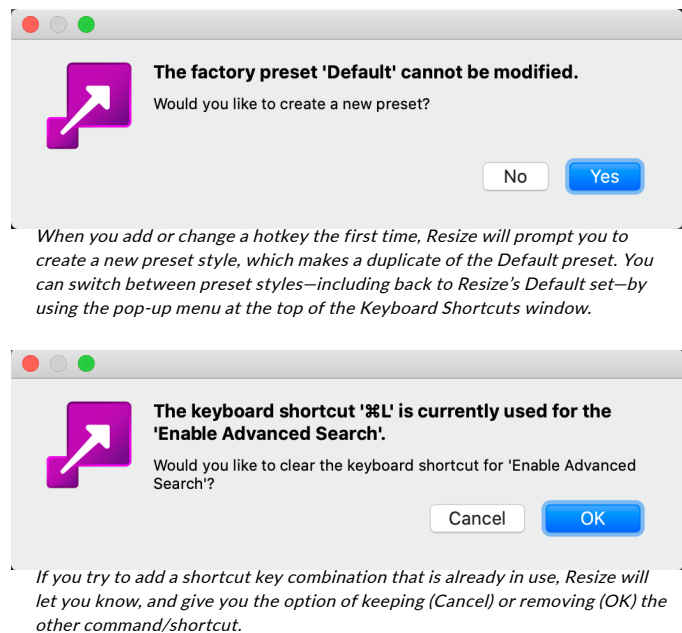 The factory preset 'Default' cannot be modified.
Would you like to create a new preset?
No
Yes
When you add or change a hotkey the first time, Resize will prompt you to
create a new preset style, which makes a duplicate of the Default preset. You
can switch between preset styles—including back to Resize’s Default set—by
using the pop-up menu at the top of the Keyboard Shortcuts window.
The keyboard shortcut '⌘L' is currently used for the
'Enable Advanced Search'.
Would you like to clear the keyboard shortcut for 'Enable Advanced
Search'?
Cancel
OK
If you try to add a shortcut key combination that is already in use, Resize will
let you know, and give you the option of keeping (Cancel) or removing (OK) the
other command/shortcut.